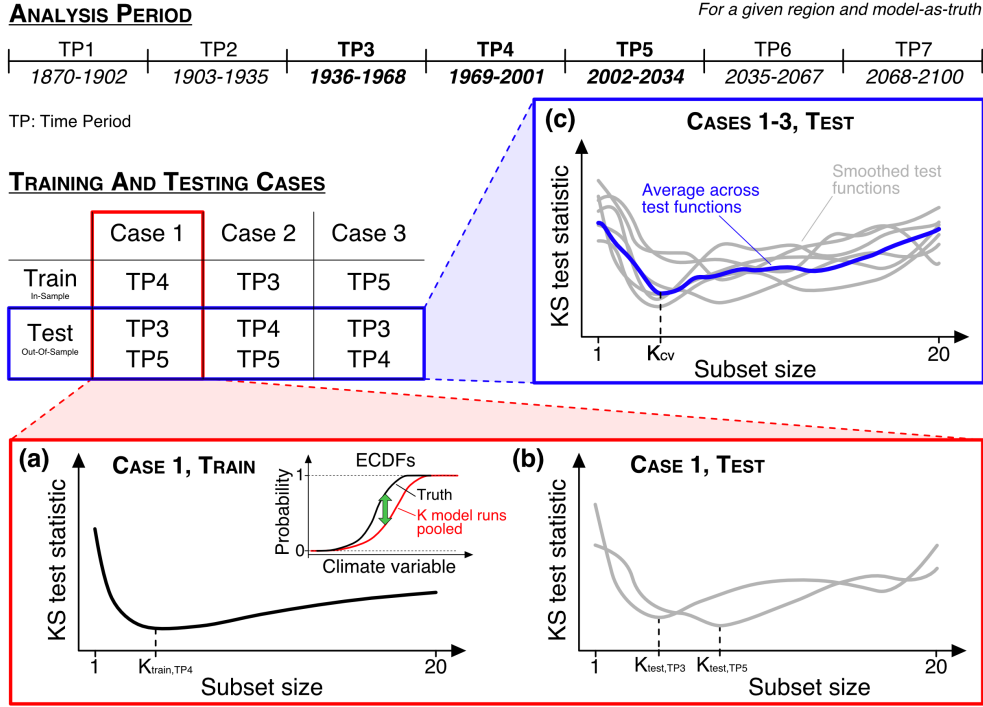 ANALYSIS PERIOD
For a given region and model-as-truth
TP1 TP2 TP3 TP4 TP5 TP6 TP7
1870-1902 1903-1935 1936-1968 1969-2001 2002-2034 2035-2067 2068-2100
TP: Time Period
TRAINING AND TESTING CASES
Case 1 Case 2 Case 3
Train TP4 TP3 TP5
In-Sample
Test TP3 TP4 TP3
Out-Of-Sample TP5 TP5 TP4
(c) CASES 1-3, TEST
KS test statistic
Smoothed test
functions
Average across
test functions
1 KCV 20
Subset size
(a) CASE 1, TRAIN
KS test statistic
ECDFs
Probability
1
0
Truth
K model runs
pooled
Climate variable
1 Ktrain,TP4 20
Subset size
(b) CASE 1, TEST
KS test statistic
1 Ktest,TP3 Ktest,TP5 20
Subset size